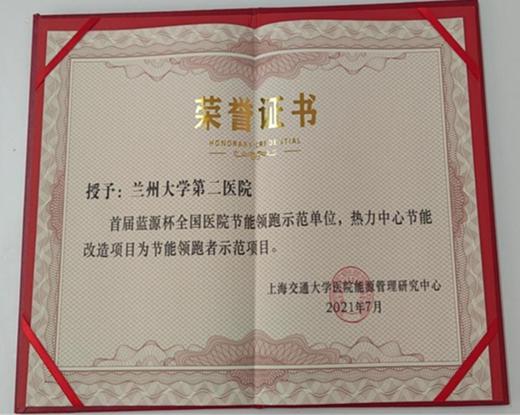 荣誉证书
HONORARY CREDENTIAL
授予：兰州大学第二医院
首届蓝源杯全国医院节能领跑示范单位，热力中心节能
改造项目为节能领跑者示范项目。
上海交通大学医院能源管理研究中心
2021年7月